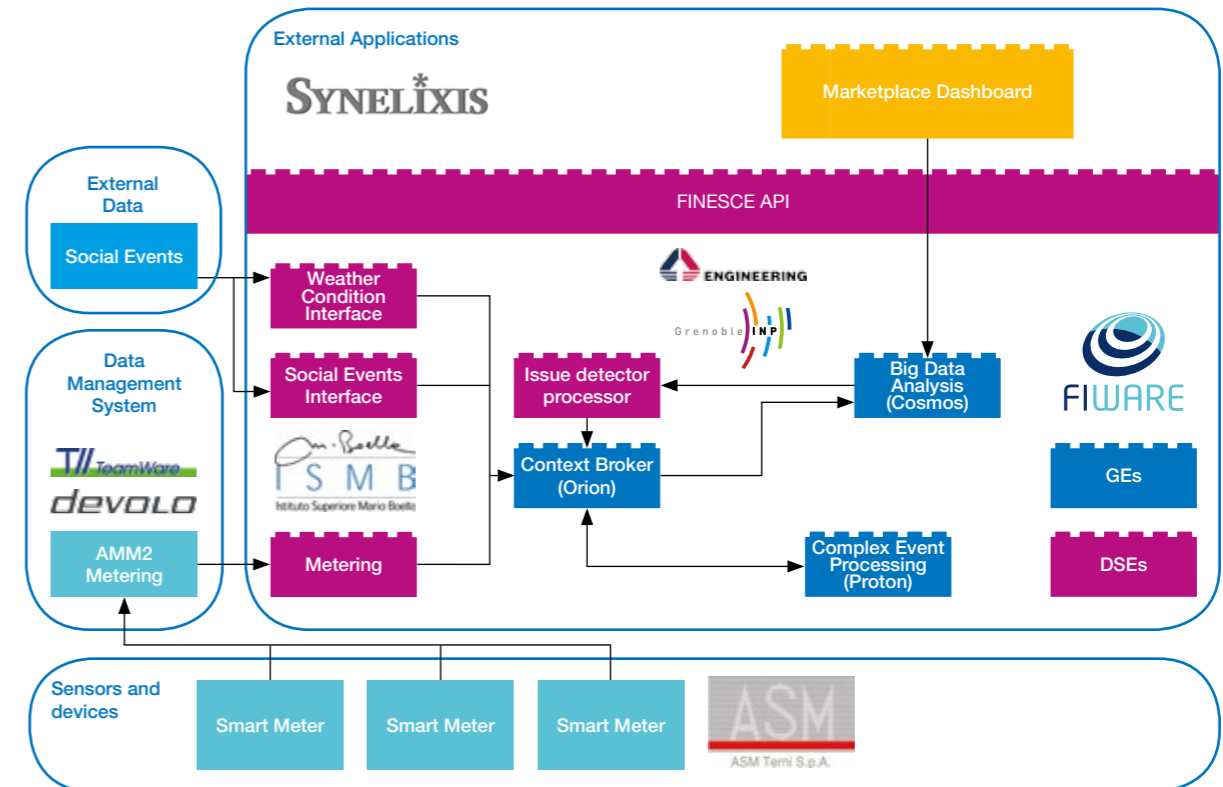 External Applications
SYNELIXIS
Marketplace Dashboard
External
Data
Social Events
FINESCE API
Weather
Condition
Interface
ENGINEERING
Grenoble INP
Data
Management
System
Social Events
Interface
Issue detector
processor
Big Data
Analysis
(Cosmos)
FIWARE
TeamWare
devolo
m. Boella
ISMB
Istituto Superiore Mario Boella
Context Broker
(Orion)
GEs
AMM2
Metering
Metering
Complex Event
Processing
(Proton)
DSEs
Sensors and
devices
Smart Meter
Smart Meter
Smart Meter
ASM
ASM Terni S.p.A.